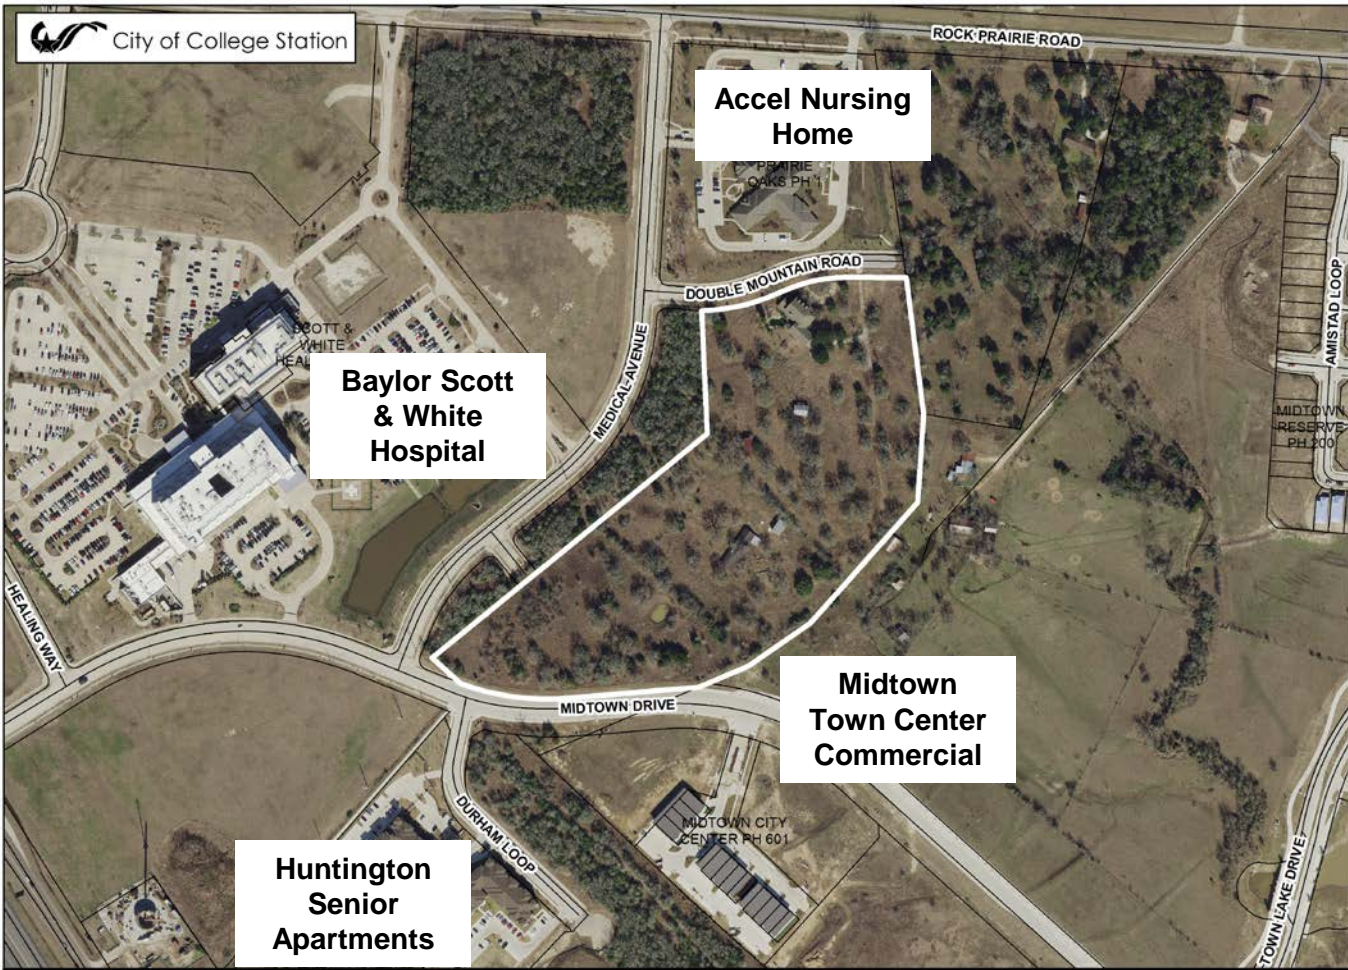 City of College Station
ROCK PRAIRIE ROAD
Accel Nursing
Home
PRAIRIE
OAKS PH 1
DOUBLE MOUNTAIN ROAD
AMISTAD LOOP
SCOTT &
WHITE
Baylor Scott
& White
Hospital
MEDICAL AVENUE
MIDTOWN
RESERVE
PH 200
HEALING WAY
MIDTOWN DRIVE
Midtown
Town Center
Commercial
DURHAM LOOP
MIDTOWN CITY
CENTER PH 601
Huntington
Senior
Apartments
TOWN LAKE DRIVE